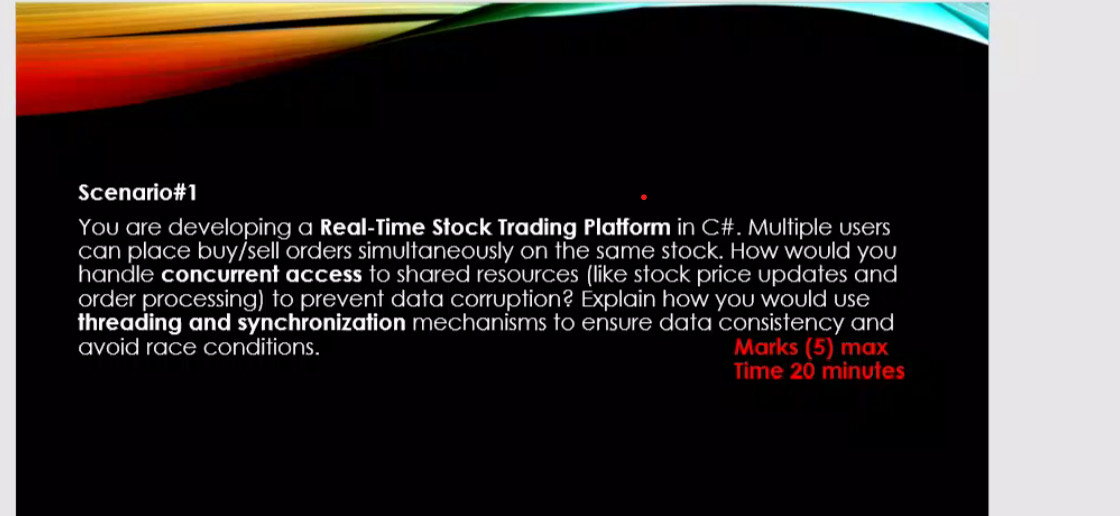 Scenario#1
You are developing a Real-Time Stock Trading Platform in C#. Multiple users
can place buy/sell orders simultaneously on the same stock. How would you
handle concurrent access to shared resources (like stock price updates and
order processing) to prevent data corruption? Explain how you would use
threading and synchronization mechanisms to ensure data consistency and
avoid race conditions.
Marks (5) max
Time 20 minutes